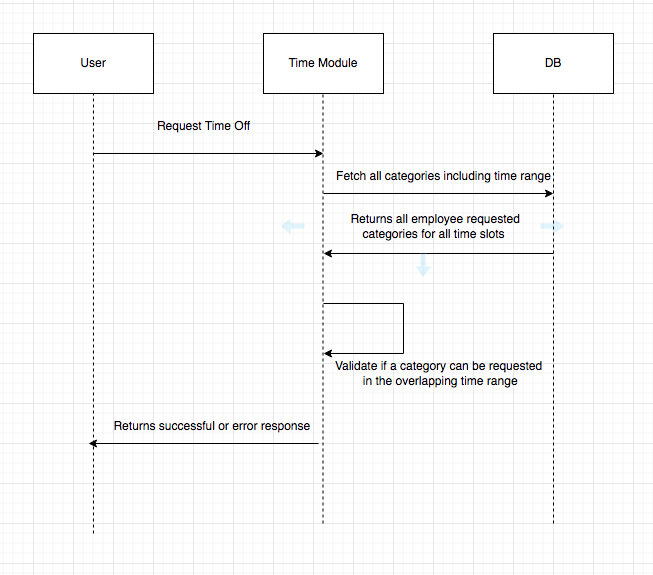 User
Time Module
DB
Request Time Off
Fetch all categories including time range
Returns all employee requested
categories for all time slots
Validate if a category can be requested
in the overlapping time range
Returns successful or error response